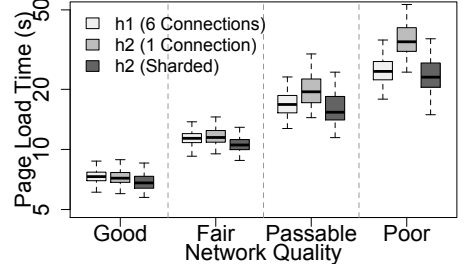 Page Load Time (s)
50
20
10
5
h1 (6 Connections)
h2 (1 Connection)
h2 (Sharded)
Good Fair Passable Poor
Network Quality